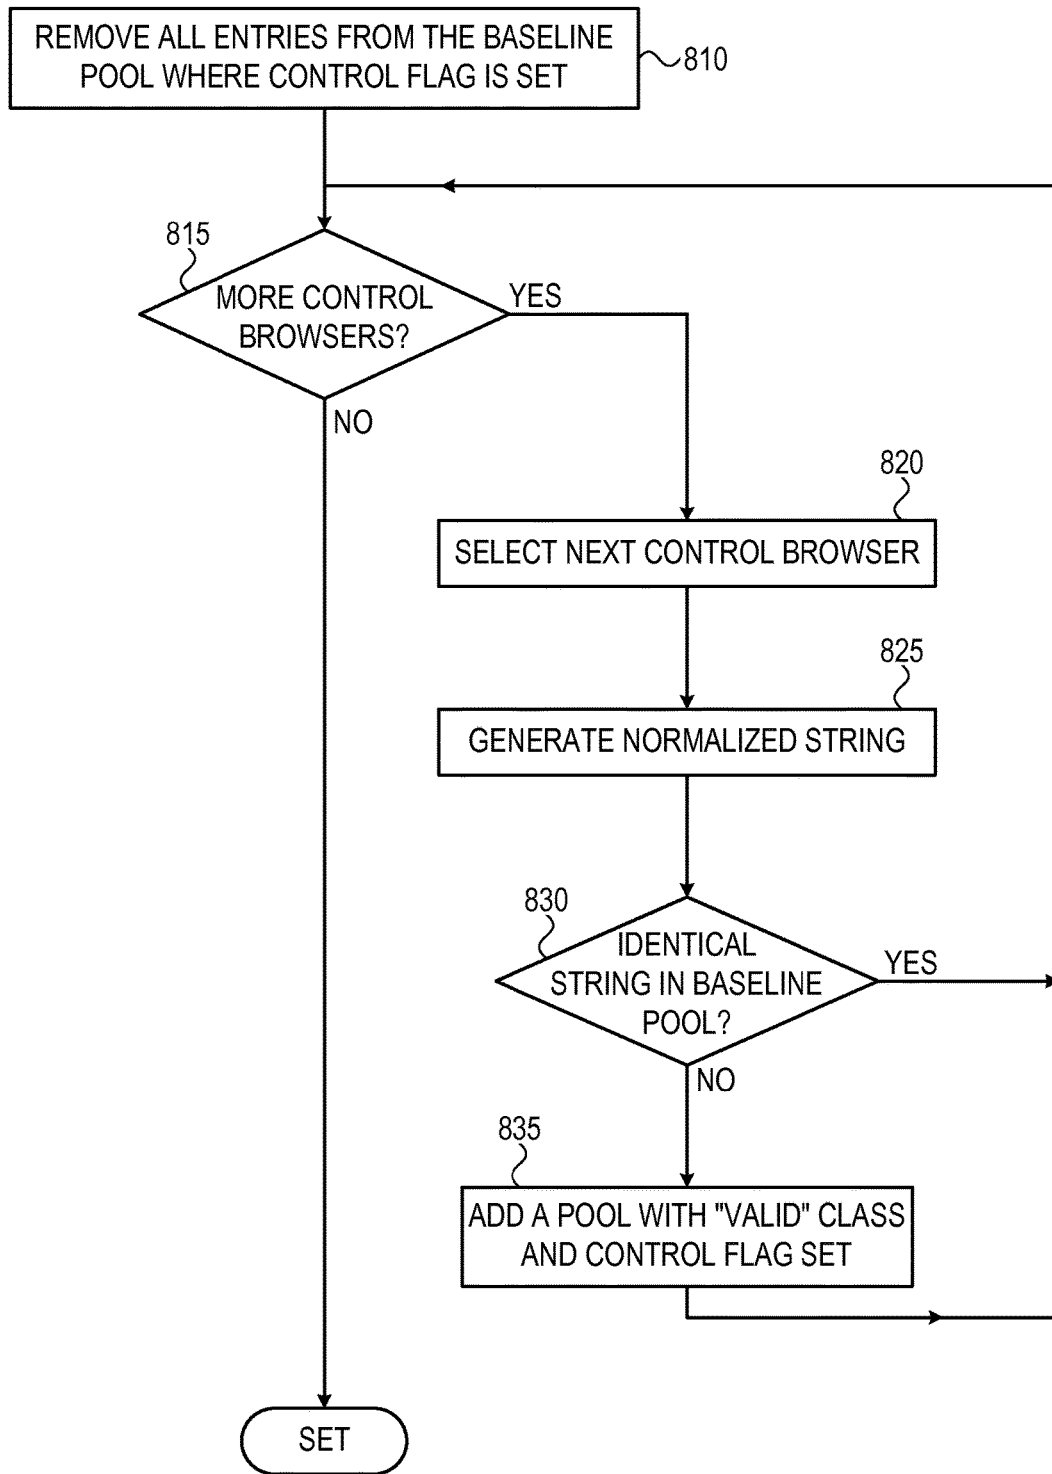 REMOVE ALL ENTRIES FROM THE BASELINE
POOL WHERE CONTROL FLAG IS SET
810
815
MORE CONTROL
BROWSERS?
YES
NO
820
SELECT NEXT CONTROL BROWSER
825
GENERATE NORMALIZED STRING
830
IDENTICAL
STRING IN BASELINE
POOL?
YES
NO
835
ADD A POOL WITH "VALID" CLASS
AND CONTROL FLAG SET
SET